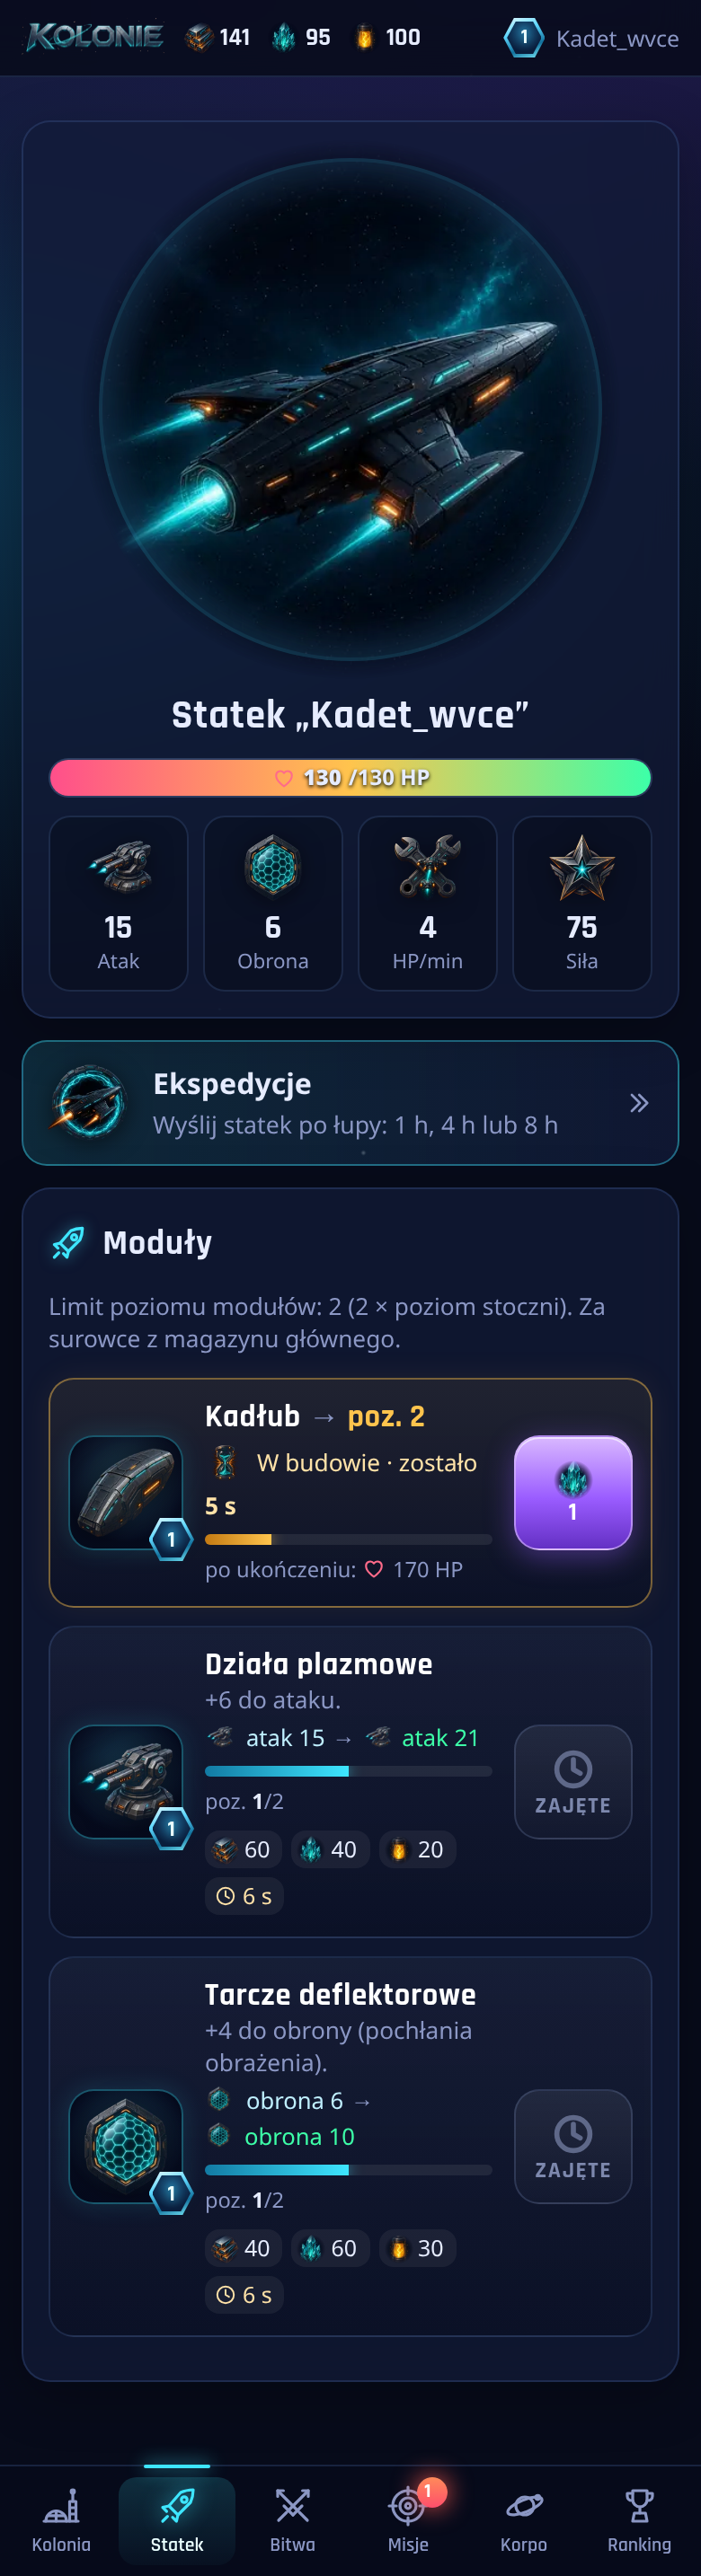 KOLONIE 141 95 100 1 Kadet_wvce
Statek „Kadet_wvce”
130 /130 HP
15 6 4 75
Atak Obrona HP/min Siła
Ekspedycje
Wyślij statek po łupy: 1 h, 4 h lub 8 h
Moduły
Limit poziomu modułów: 2 (2 × poziom stoczni). Za
surowce z magazynu głównego.
Kadłub → poz. 2
W budowie · zostało
5 s
po ukończeniu: 170 HP
1
1
Działa plazmowe
+6 do ataku.
atak 15 → atak 21
poz. 1/2
60 40 20
6 s
1
ZAJĘTE
Tarcze deflektorowe
+4 do obrony (pochłania
obrażenia).
obrona 6 →
obrona 10
poz. 1/2
40 60 30
6 s
1
ZAJĘTE
1
Kolonia Statek Bitwa Misje Korpo Ranking